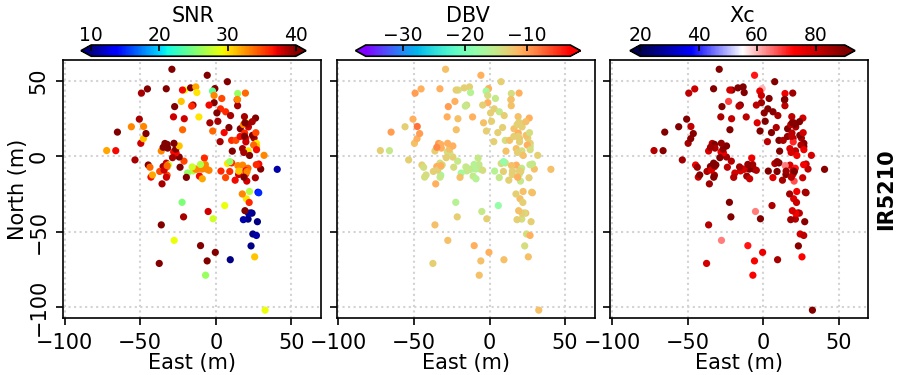 SNR DBV Xc
10 20 30 40 −30 −20 −10 20 40 60 80
50
0
−50
−100
North (m)
IR5210
−100 −50 0 50 −100 −50 0 50 −100 −50 0 50
East (m) East (m) East (m)